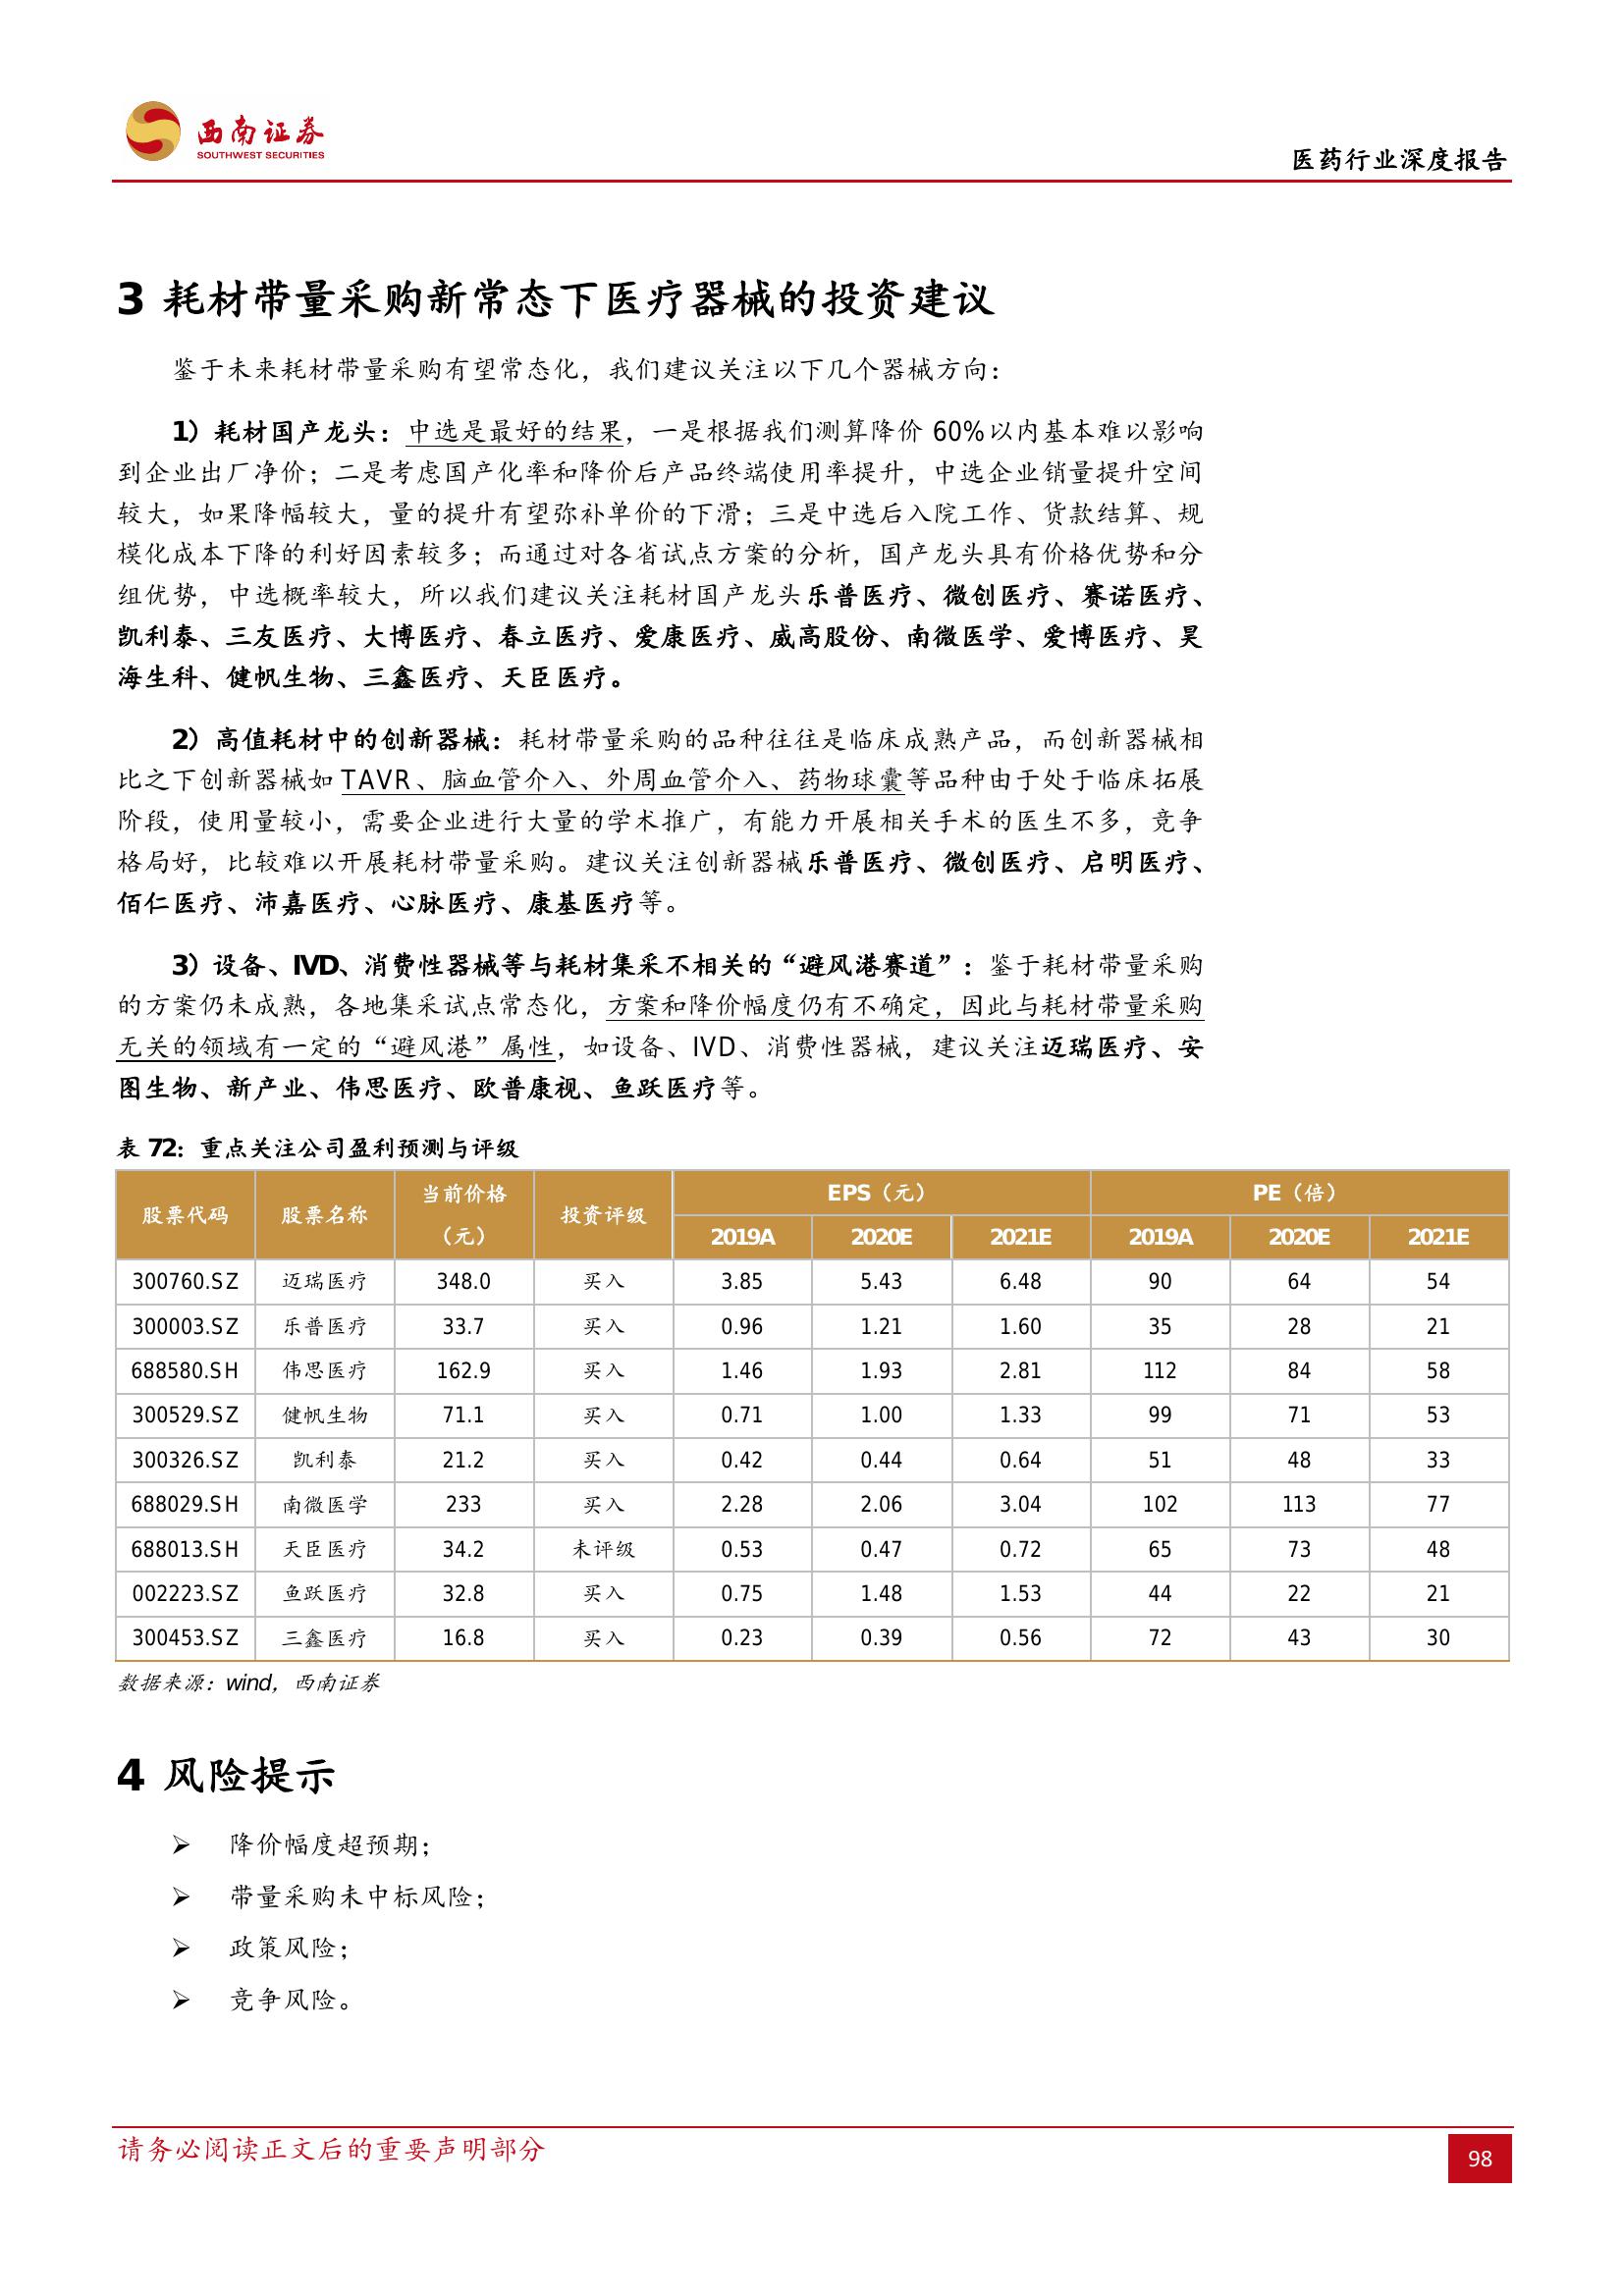 西南证券
SOUTHWEST SECURITIES
医药行业深度报告
3 耗材带量采购新常态下医疗器械的投资建议
鉴于未来耗材带量采购有望常态化，我们建议关注以下几个器械方向：
1）耗材国产龙头：中选是最好的结果，一是根据我们测算降价 60%以内基本难以影响
到企业出厂净价；二是考虑国产化率和降价后产品终端使用率提升，中选企业销量提升空间
较大，如果降幅较大，量的提升有望弥补单价的下滑；三是中选后入院工作、货款结算、规
模化成本下降的利好因素较多；而通过对各省试点方案的分析，国产龙头具有价格优势和分
组优势，中选概率较大，所以我们建议关注耗材国产龙头乐普医疗、微创医疗、赛诺医疗、
凯利泰、三友医疗、大博医疗、春立医疗、爱康医疗、威高股份、南微医学、爱博医疗、昊
海生科、健帆生物、三鑫医疗、天臣医疗。
2）高值耗材中的创新器械：耗材带量采购的品种往往是临床成熟产品，而创新器械相
比之下创新器械如 TAVR、脑血管介入、外周血管介入、药物球囊等品种由于处于临床拓展
阶段，使用量较小，需要企业进行大量的学术推广，有能力开展相关手术的医生不多，竞争
格局好，比较难以开展耗材带量采购。建议关注创新器械乐普医疗、微创医疗、启明医疗、
佰仁医疗、沛嘉医疗、心脉医疗、康基医疗等。
3）设备、IVD、消费性器械等与耗材集采不相关的“避风港赛道”：鉴于耗材带量采购
的方案仍未成熟，各地集采试点常态化，方案和降价幅度仍有不确定，因此与耗材带量采购
无关的领域有一定的“避风港”属性，如设备、IVD、消费性器械，建议关注迈瑞医疗、安
图生物、新产业、伟思医疗、欧普康视、鱼跃医疗等。
表 72：重点关注公司盈利预测与评级
股票代码 股票名称 当前价格（元） 投资评级 EPS（元） PE（倍）
2019A 2020E 2021E 2019A 2020E 2021E
300760.SZ 迈瑞医疗 348.0 买入 3.85 5.43 6.48 90 64 54
300003.SZ 乐普医疗 33.7 买入 0.96 1.21 1.60 35 28 21
688580.SH 伟思医疗 162.9 买入 1.46 1.93 2.81 112 84 58
300529.SZ 健帆生物 71.1 买入 0.71 1.00 1.33 99 71 53
300326.SZ 凯利泰 21.2 买入 0.42 0.44 0.64 51 48 33
688029.SH 南微医学 233 买入 2.28 2.06 3.04 102 113 77
688013.SH 天臣医疗 34.2 未评级 0.53 0.47 0.72 65 73 48
002223.SZ 鱼跃医疗 32.8 买入 0.75 1.48 1.53 44 22 21
300453.SZ 三鑫医疗 16.8 买入 0.23 0.39 0.56 72 43 30
数据来源：wind，西南证券
4 风险提示
➢ 降价幅度超预期；
➢ 带量采购未中标风险；
➢ 政策风险；
➢ 竞争风险。
请务必阅读正文后的重要声明部分
98